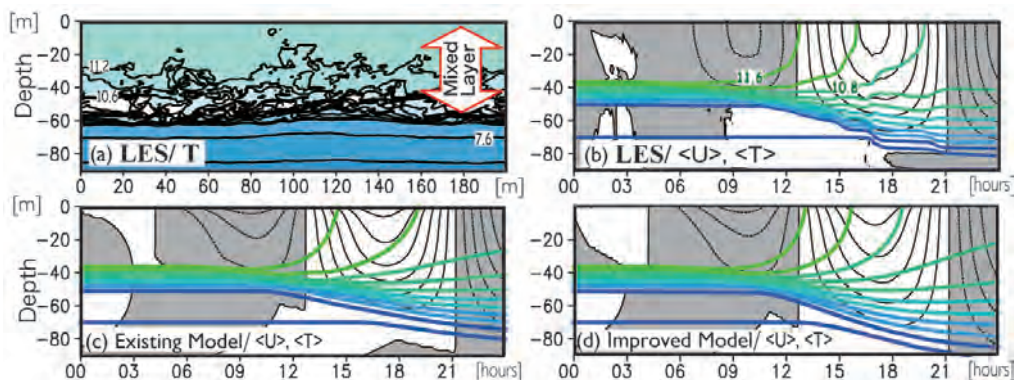 [m]
0
-20
-40
-60
-80
Depth
11.2
10.6
7.6
Mixed
Layer
(a) LES/ T
0 20 40 60 80 100 120 140 160 180 [m]
0
-20
-40
-60
-80
11.6
10.8
(b) LES/ <U>, <T>
00 03 06 09 12 15 18 21 [hours]
[m]
0
-20
-40
-60
-80
Depth
(c) Existing Model/ <U>, <T>
00 03 06 09 12 15 18 21 [hours]
0
-20
-40
-60
-80
(d) Improved Model/ <U>, <T>
00 03 06 09 12 15 18 21 [hours]